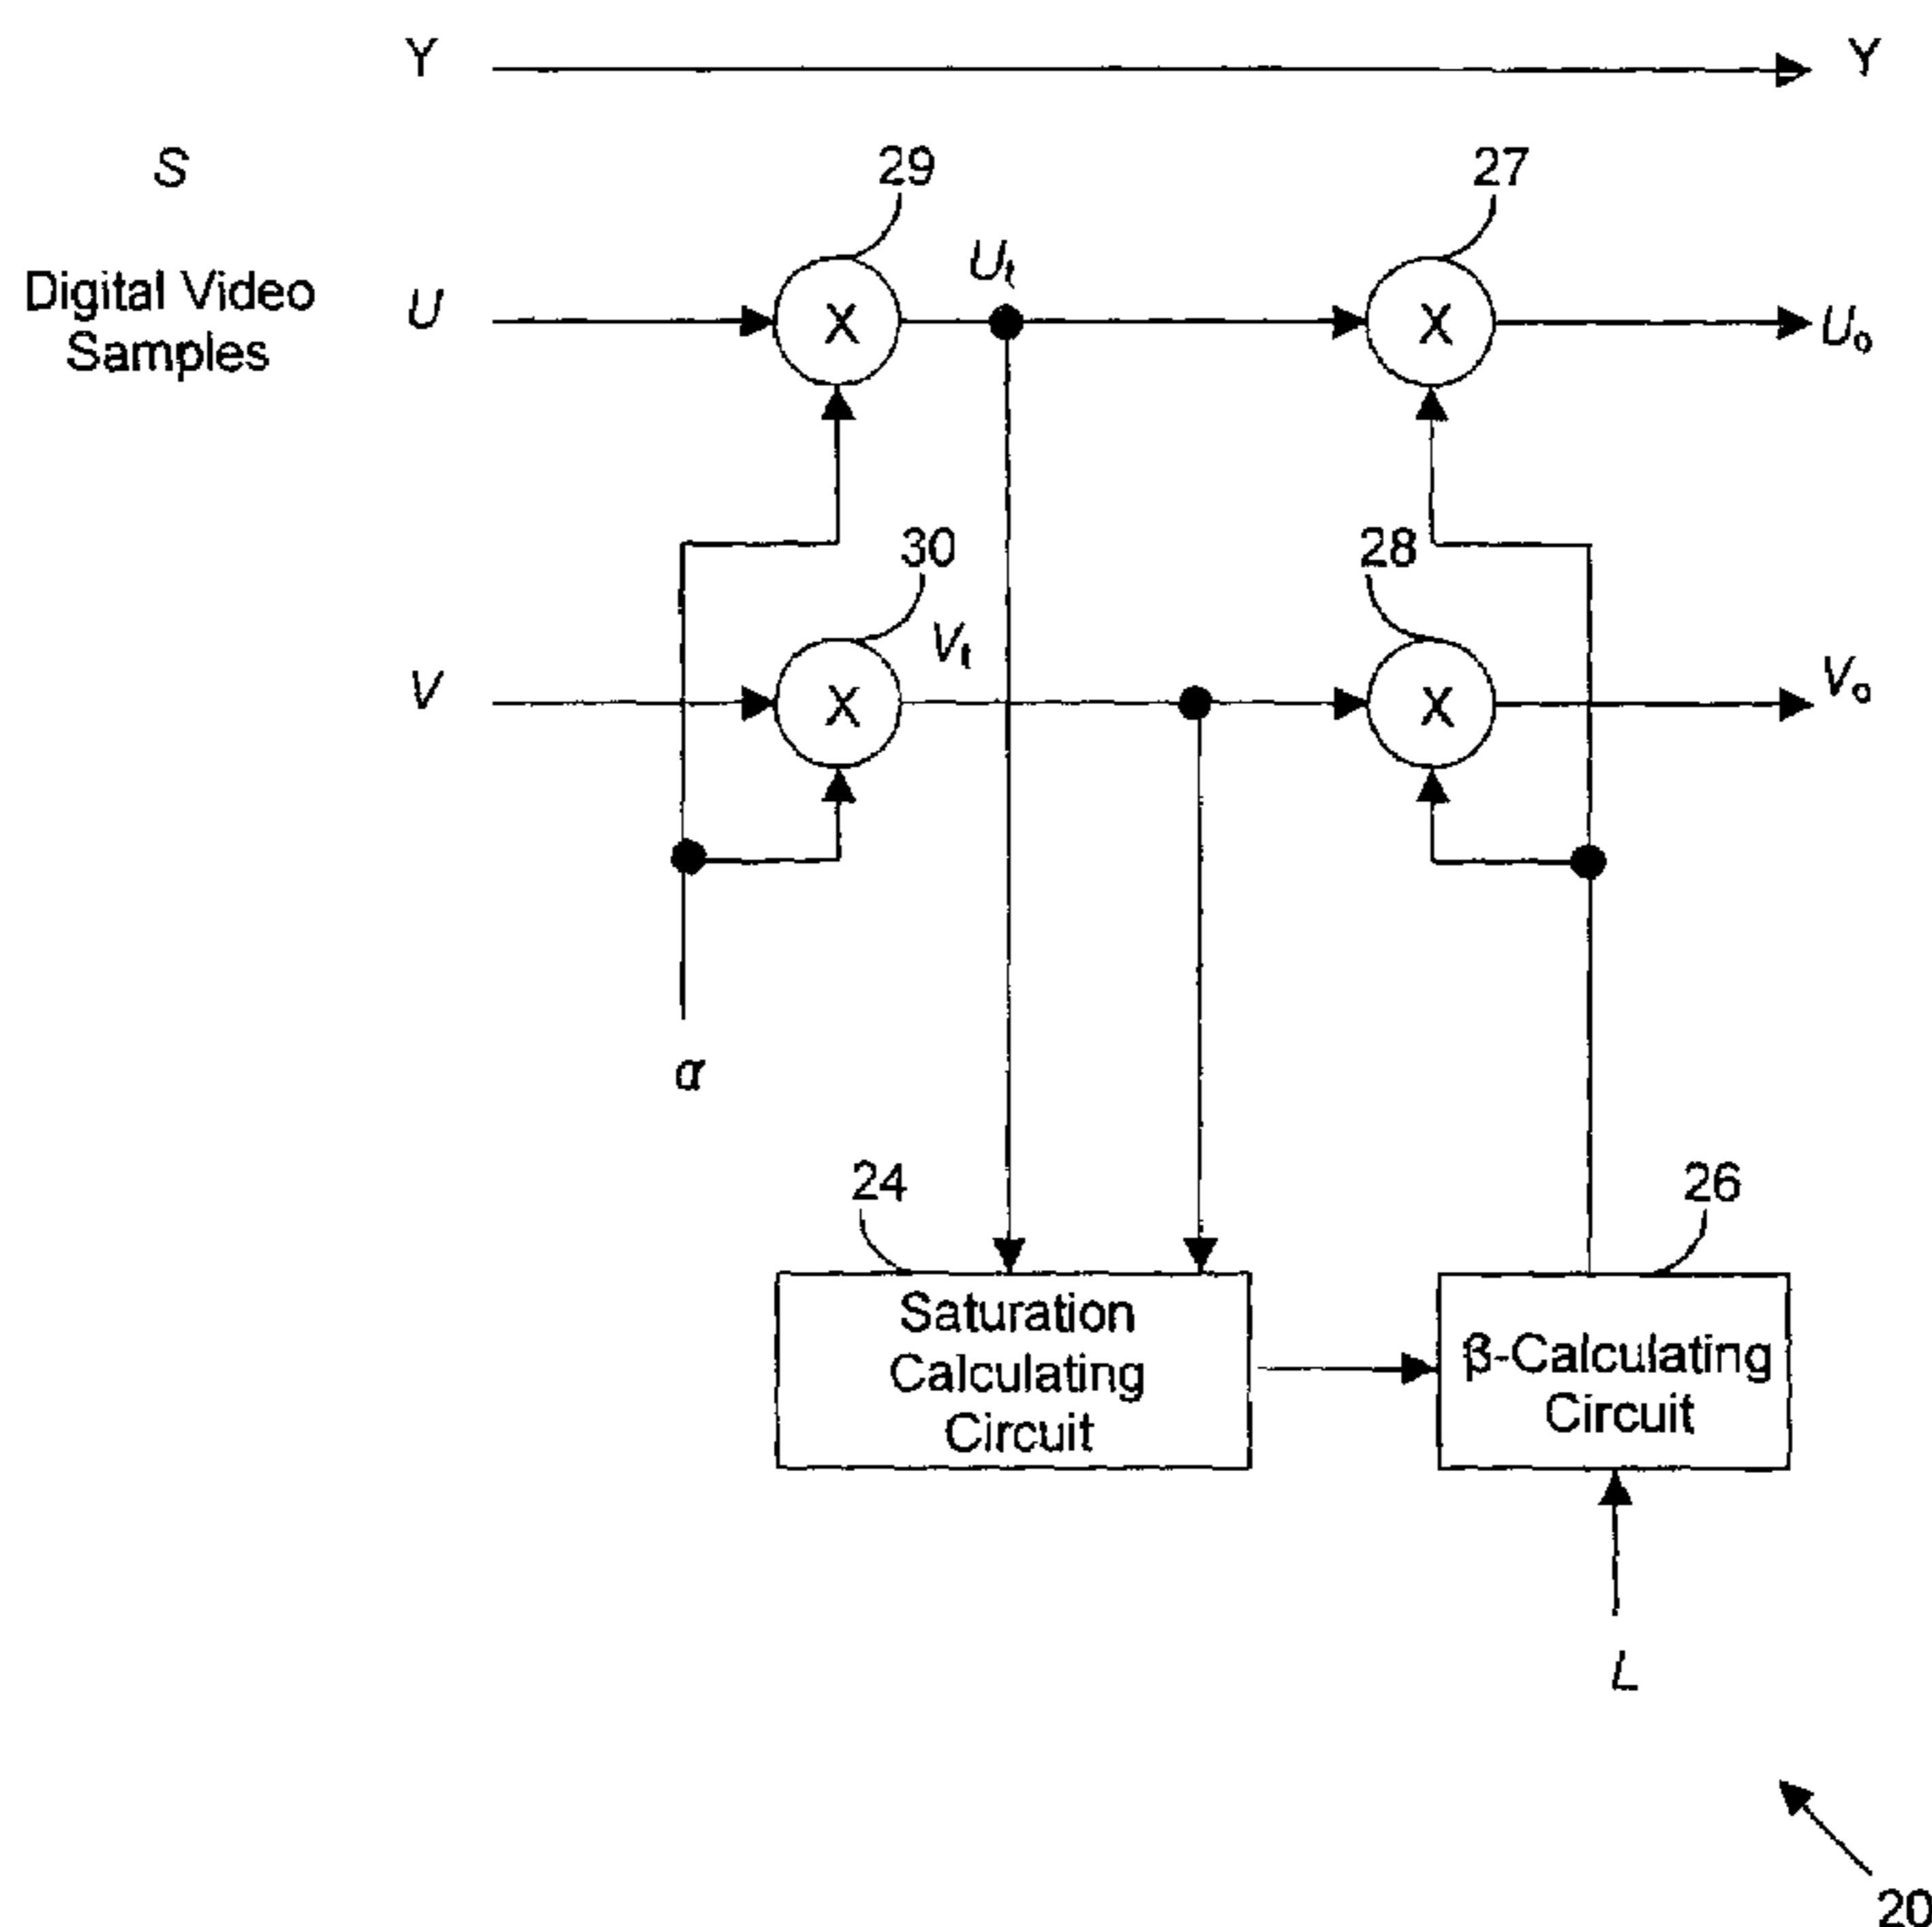 Y
Y
S
29
27
Digital Video
Samples
U
Ut
X
X
Uo
30
28
V
Vt
X
X
Vo
α
24
26
Saturation
Calculating
Circuit
β-Calculating
Circuit
L
20